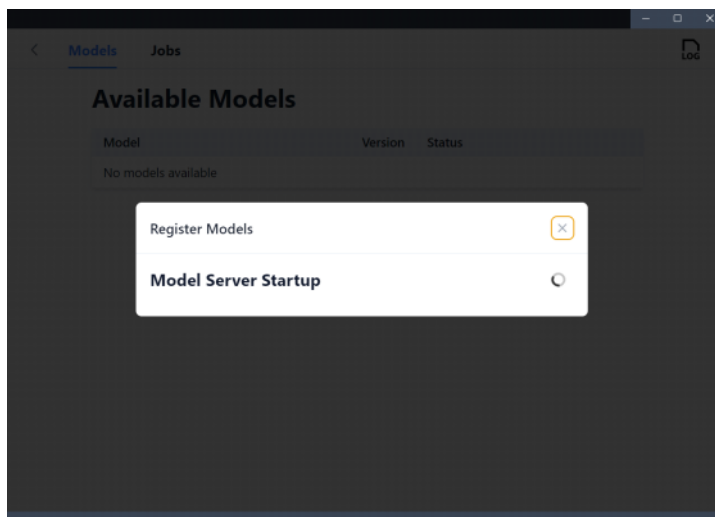 Models Jobs
LOG
Available Models
Model Version Status
No models available
Register Models
Model Server Startup